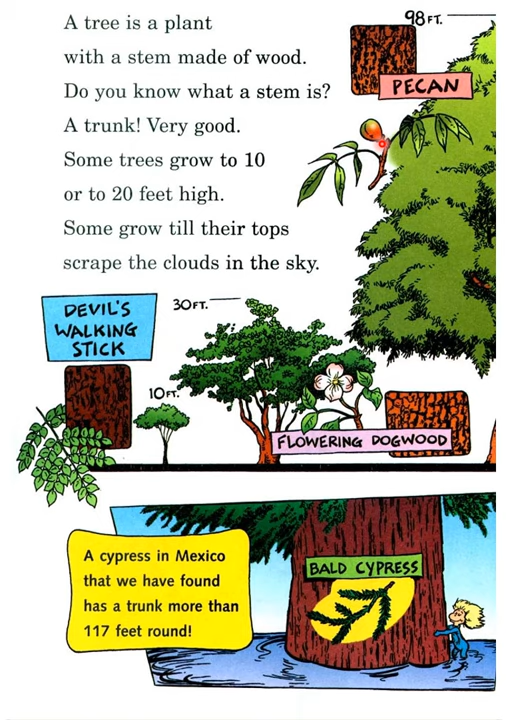 A tree is a plant
with a stem made of wood.
Do you know what a stem is?
A trunk! Very good.
Some trees grow to 10
or to 20 feet high.
Some grow till their tops
scrape the clouds in the sky.
98 FT.
PECAN
DEVIL'S
WALKING
STICK
30 FT.
10 FT.
FLOWERING DOGWOOD
A cypress in Mexico
that we have found
has a trunk more than
117 feet round!
BALD CYPRESS